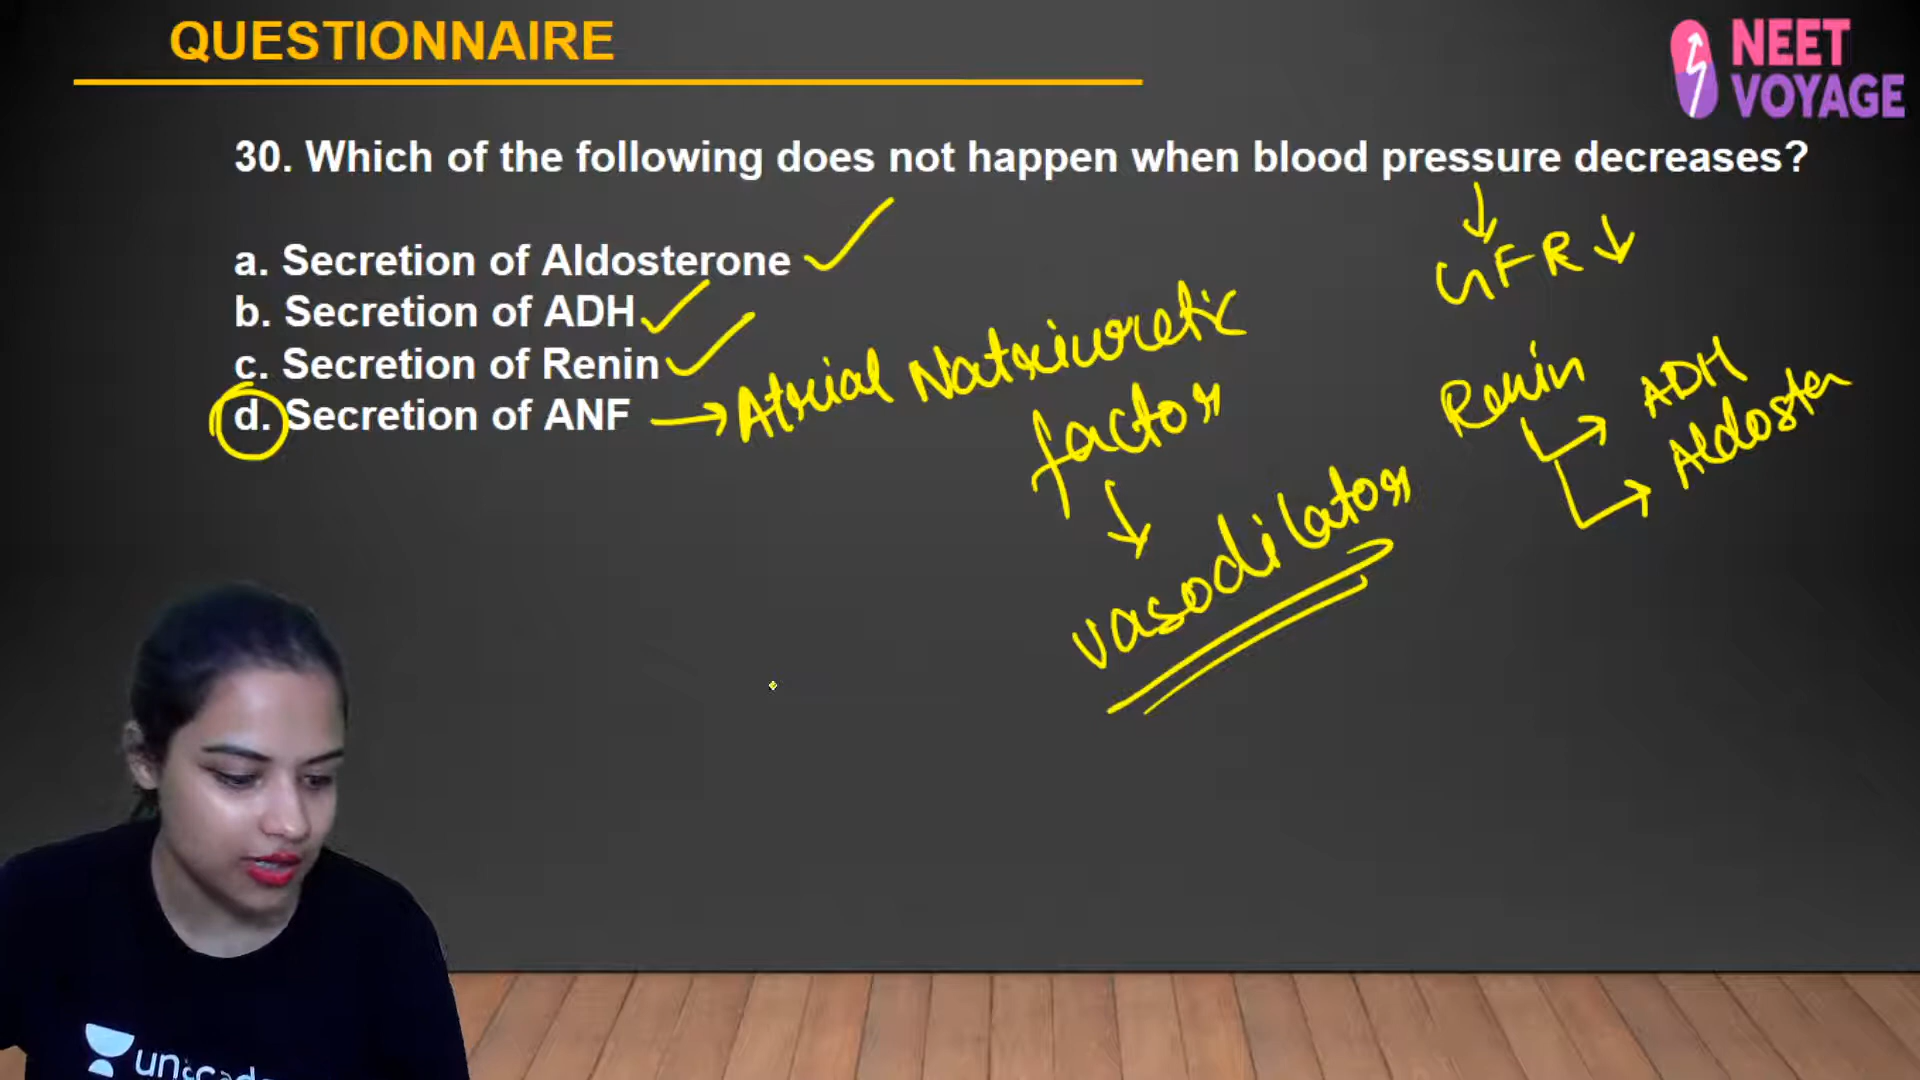 QUESTIONNAIRE
NEET
VOYAGE
30. Which of the following does not happen when blood pressure decreases?
a. Secretion of Aldosterone
b. Secretion of ADH
c. Secretion of Renin
d. Secretion of ANF
Atrial Natriuretic
factor
vasodilator
GFR
Renin
ADH
Aldoster